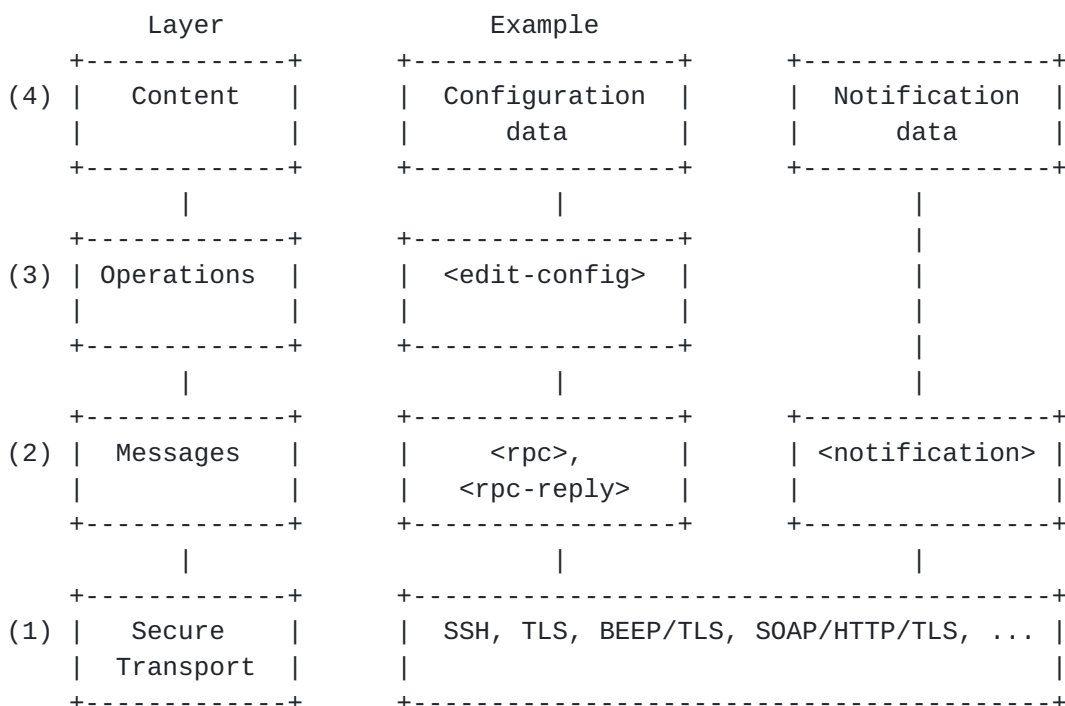 Layer Example
+-------------+ +-----------------+ +----------------+
(4) | Content | | Configuration | | Notification |
| | | data | | data |
+-------------+ +-----------------+ +----------------+
| | |
+-------------+ +-----------------+ |
(3) | Operations | | <edit-config> | |
| | | | |
+-------------+ +-----------------+ |
| | |
+-------------+ +-----------------+ +----------------+
(2) | Messages | | <rpc>, | | <notification> |
| | | <rpc-reply> | | |
+-------------+ +-----------------+ +----------------+
| | |
+-------------+ +-----------------------------------------+
(1) | Secure | | SSH, TLS, BEEP/TLS, SOAP/HTTP/TLS, ... |
| Transport | | |
+-------------+ +-----------------------------------------+